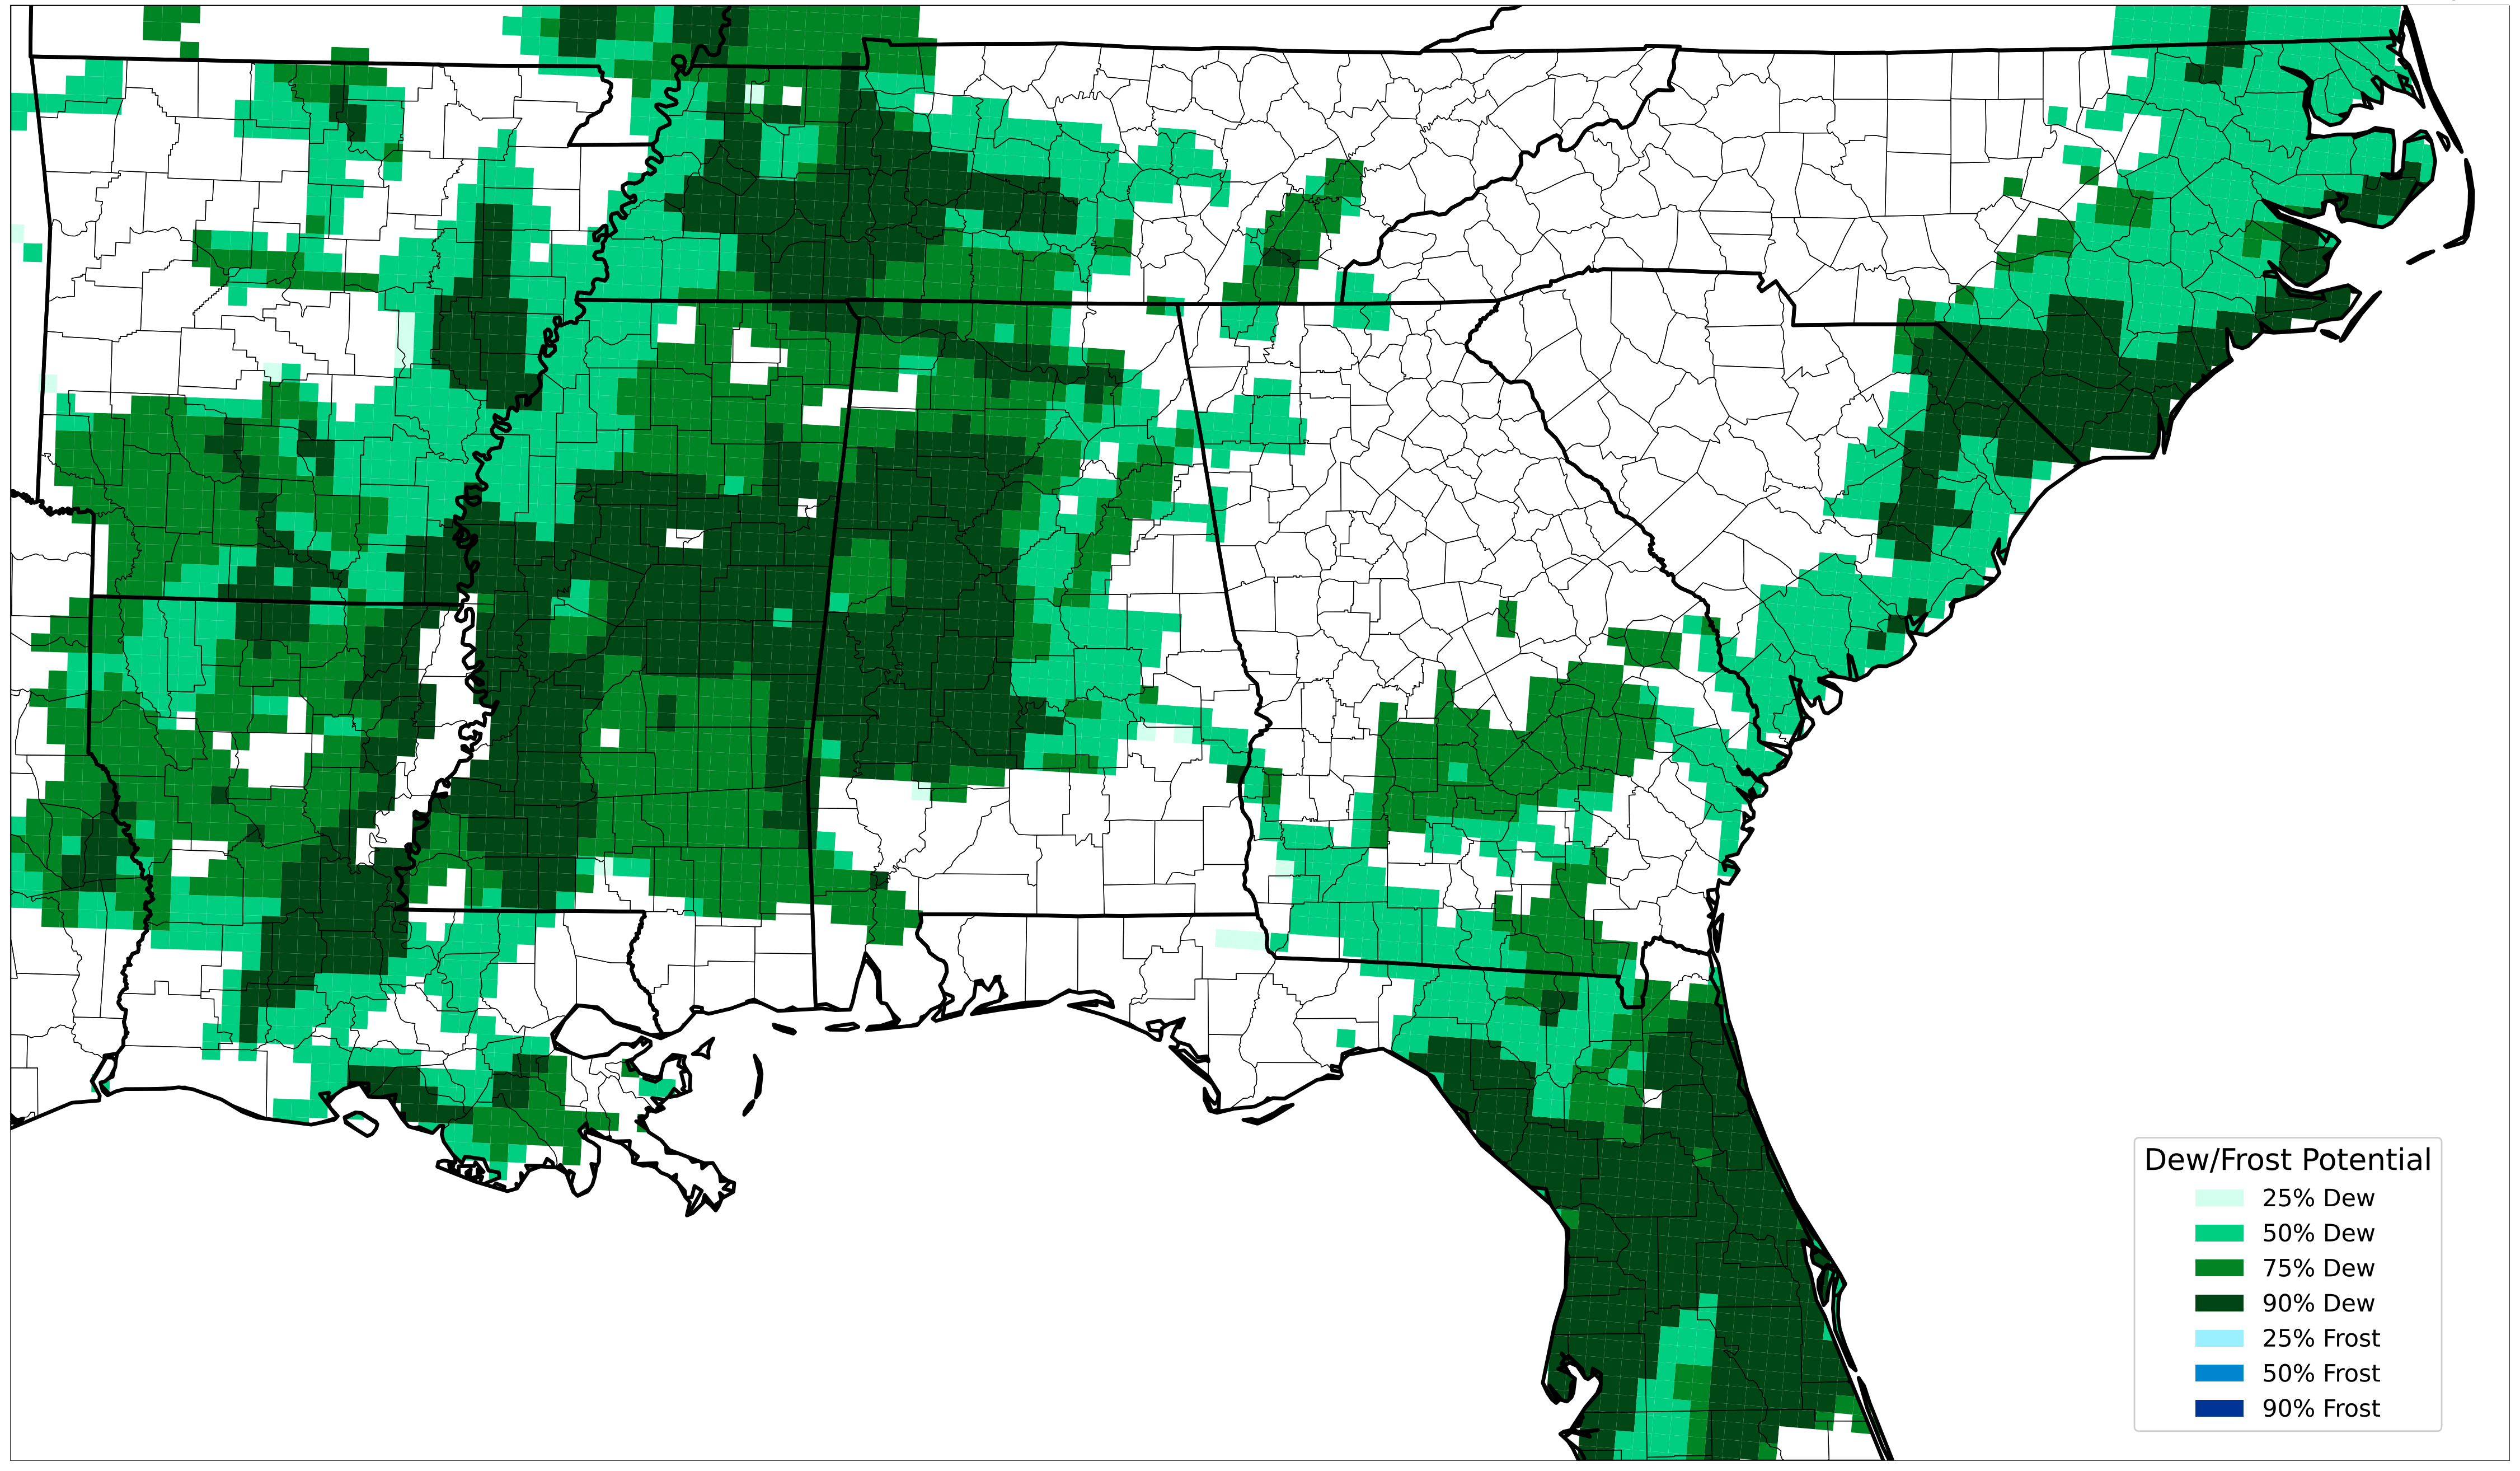 Dew/Frost Potential
25% Dew
50% Dew
75% Dew
90% Dew
25% Frost
50% Frost
90% Frost